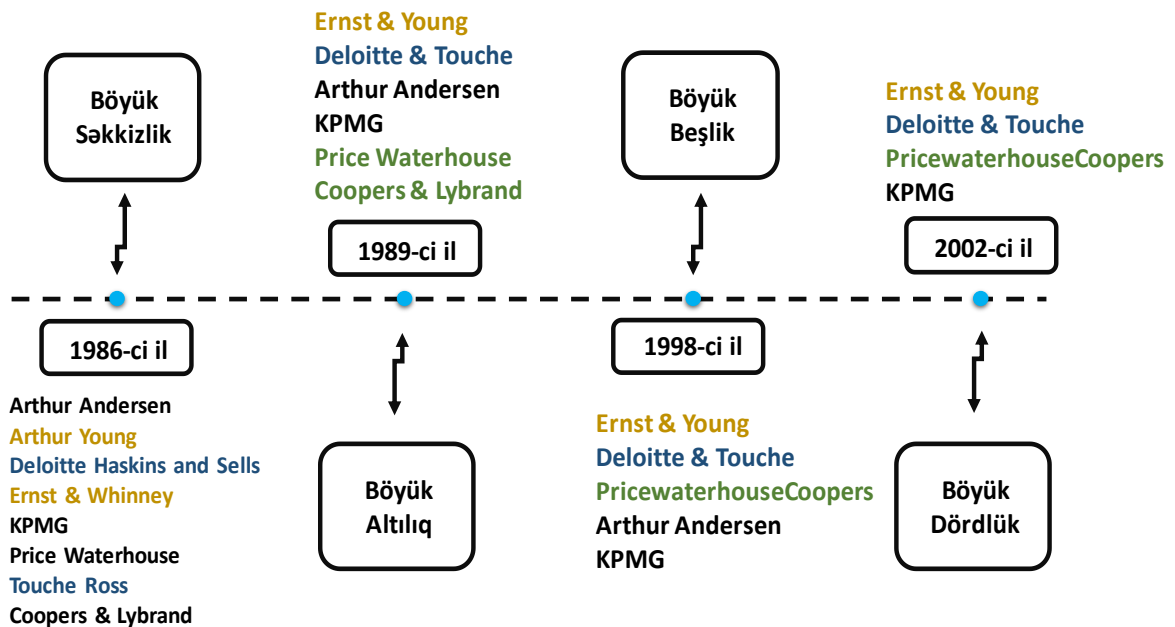 Böyük
Səkkizlik
1986-ci il
Arthur Andersen
Arthur Young
Deloitte Haskins and Sells
Ernst & Whinney
KPMG
Price Waterhouse
Touche Ross
Coopers & Lybrand
Ernst & Young
Deloitte & Touche
Arthur Andersen
KPMG
Price Waterhouse
Coopers & Lybrand
1989-ci il
Böyük
Altılıq
Böyük
Beşlik
1998-ci il
Ernst & Young
Deloitte & Touche
PricewaterhouseCoopers
Arthur Andersen
KPMG
Ernst & Young
Deloitte & Touche
PricewaterhouseCoopers
KPMG
2002-ci il
Böyük
Dördlük